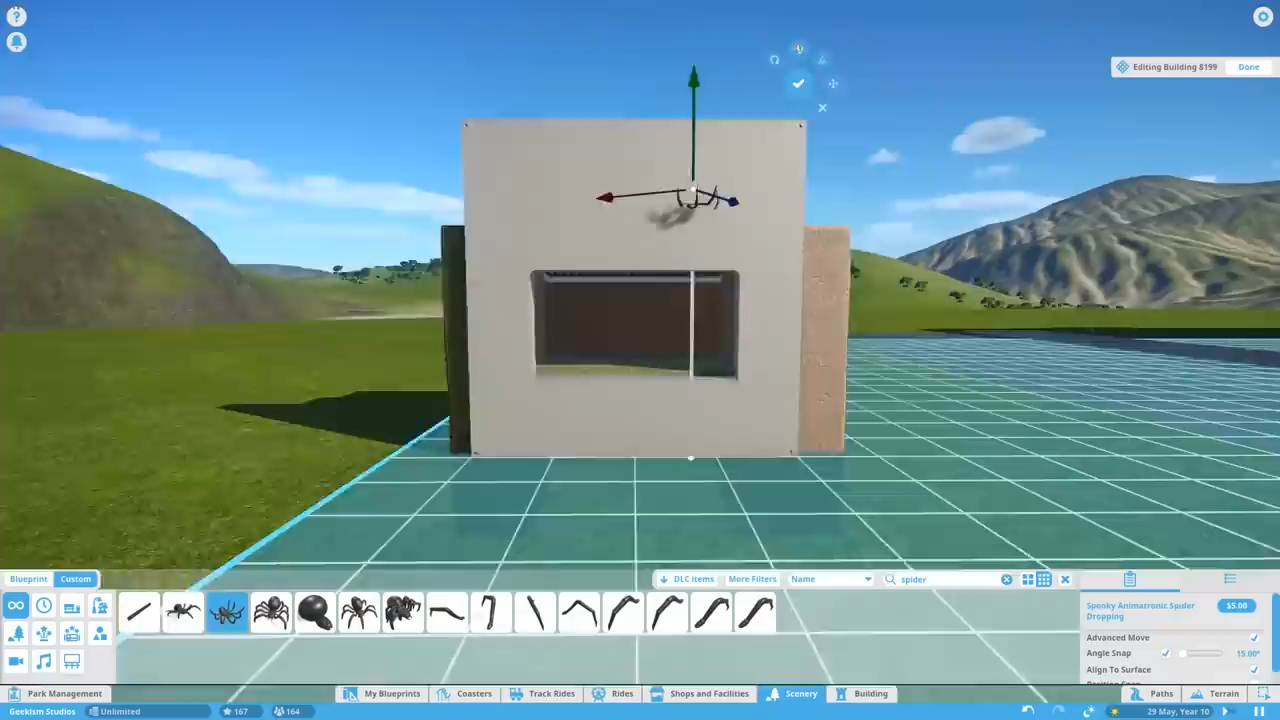 ?
Editing Building 8199
Done
Blueprint
Custom
DLC Items
More Filters
Name
spider
Spooky Animatronic Spider
Dropping
$5.00
Advanced Move
Angle Snap
15.00°
Align To Surface
Park Management
My Blueprints
Coasters
Track Rides
Rides
Shops and Facilities
Scenery
Building
Paths
Terrain
Geekism Studios
Unlimited
167
164
29 May, Year 10